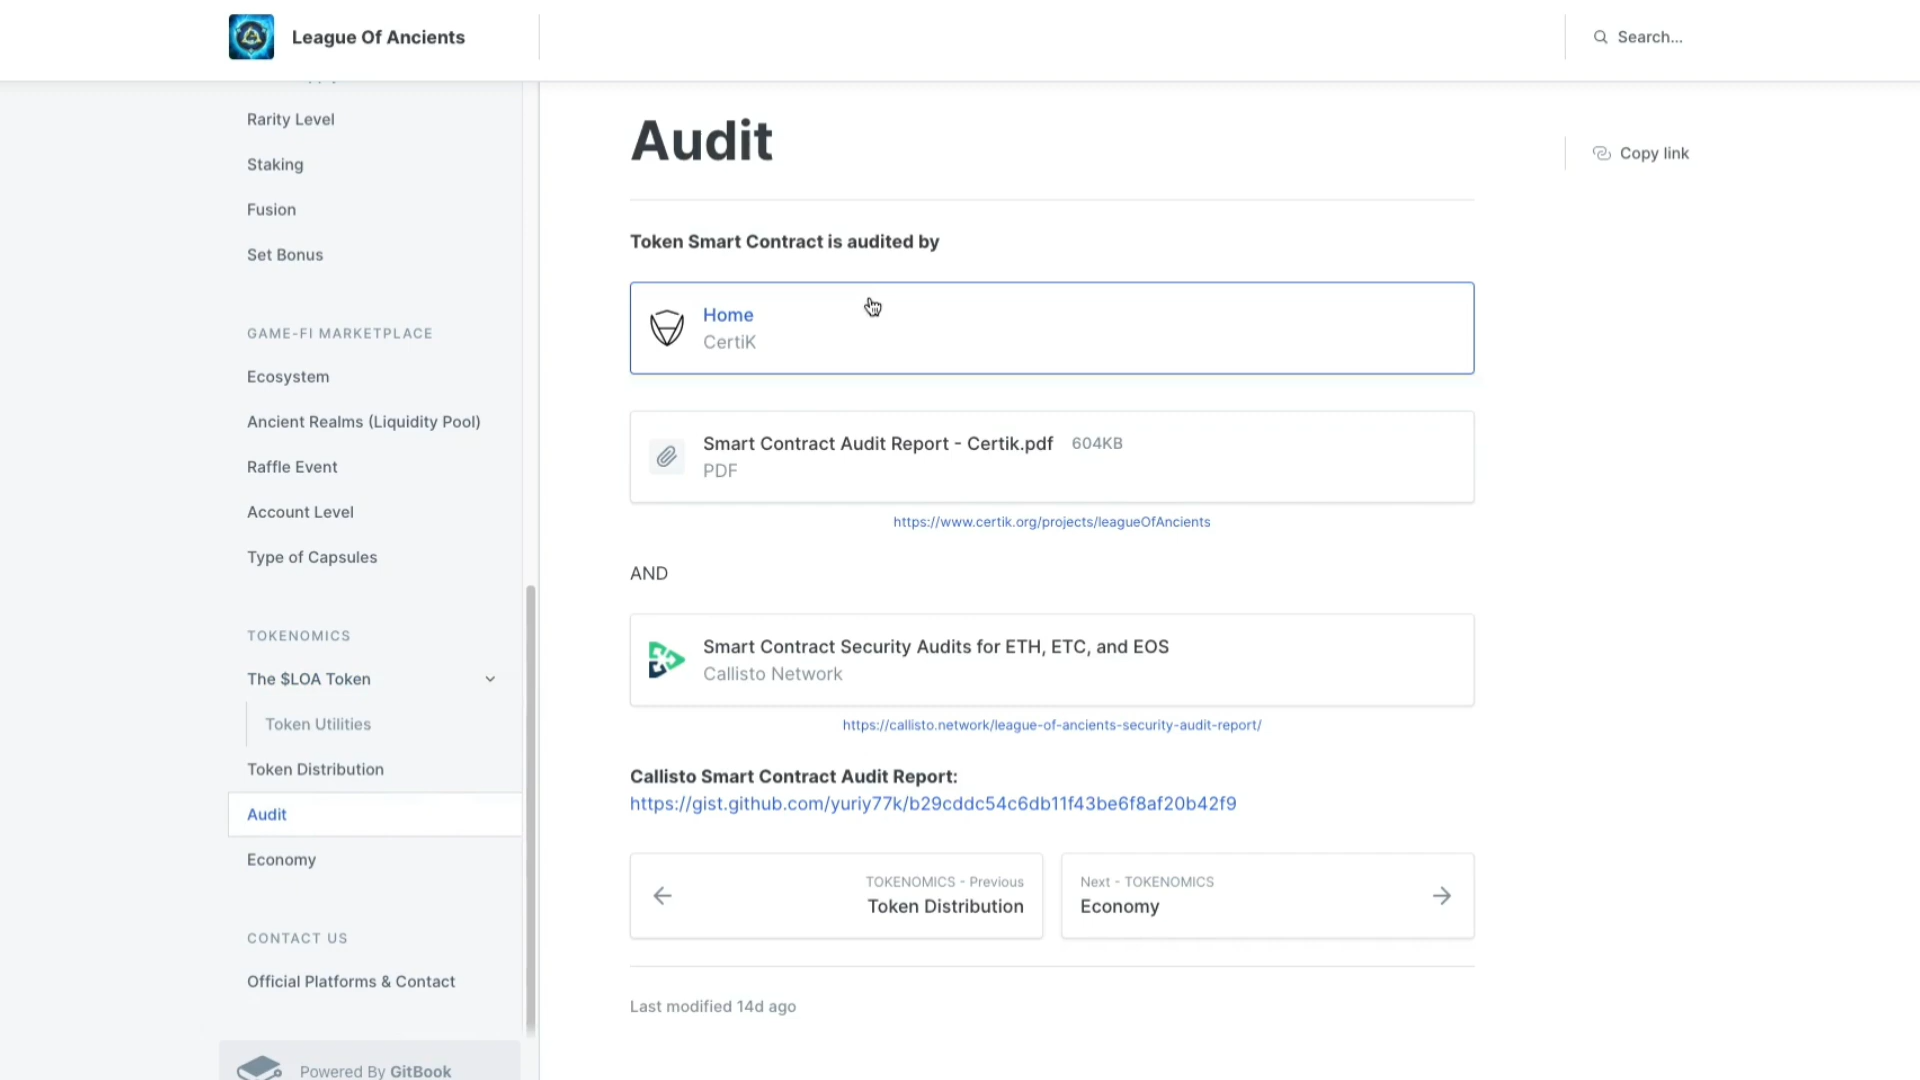 League Of Ancients
Search...
Rarity Level
Staking
Fusion
Set Bonus
GAME-FI MARKETPLACE
Ecosystem
Ancient Realms (Liquidity Pool)
Raffle Event
Account Level
Type of Capsules
TOKENOMICS
The $LOA Token
Token Utilities
Token Distribution
Audit
Economy
CONTACT US
Official Platforms & Contact
Powered By GitBook
Audit
Copy link
Token Smart Contract is audited by
Home
CertiK
Smart Contract Audit Report - Certik.pdf 604KB
PDF
https://www.certik.org/projects/leagueOfAncients
AND
Smart Contract Security Audits for ETH, ETC, and EOS
Callisto Network
https://callisto.network/league-of-ancients-security-audit-report/
Callisto Smart Contract Audit Report:
https://gist.github.com/yuriy77k/b29cddc54c6db11f43be6f8af20b42f9
TOKENOMICS - Previous
Token Distribution
Next - TOKENOMICS
Economy
Last modified 14d ago